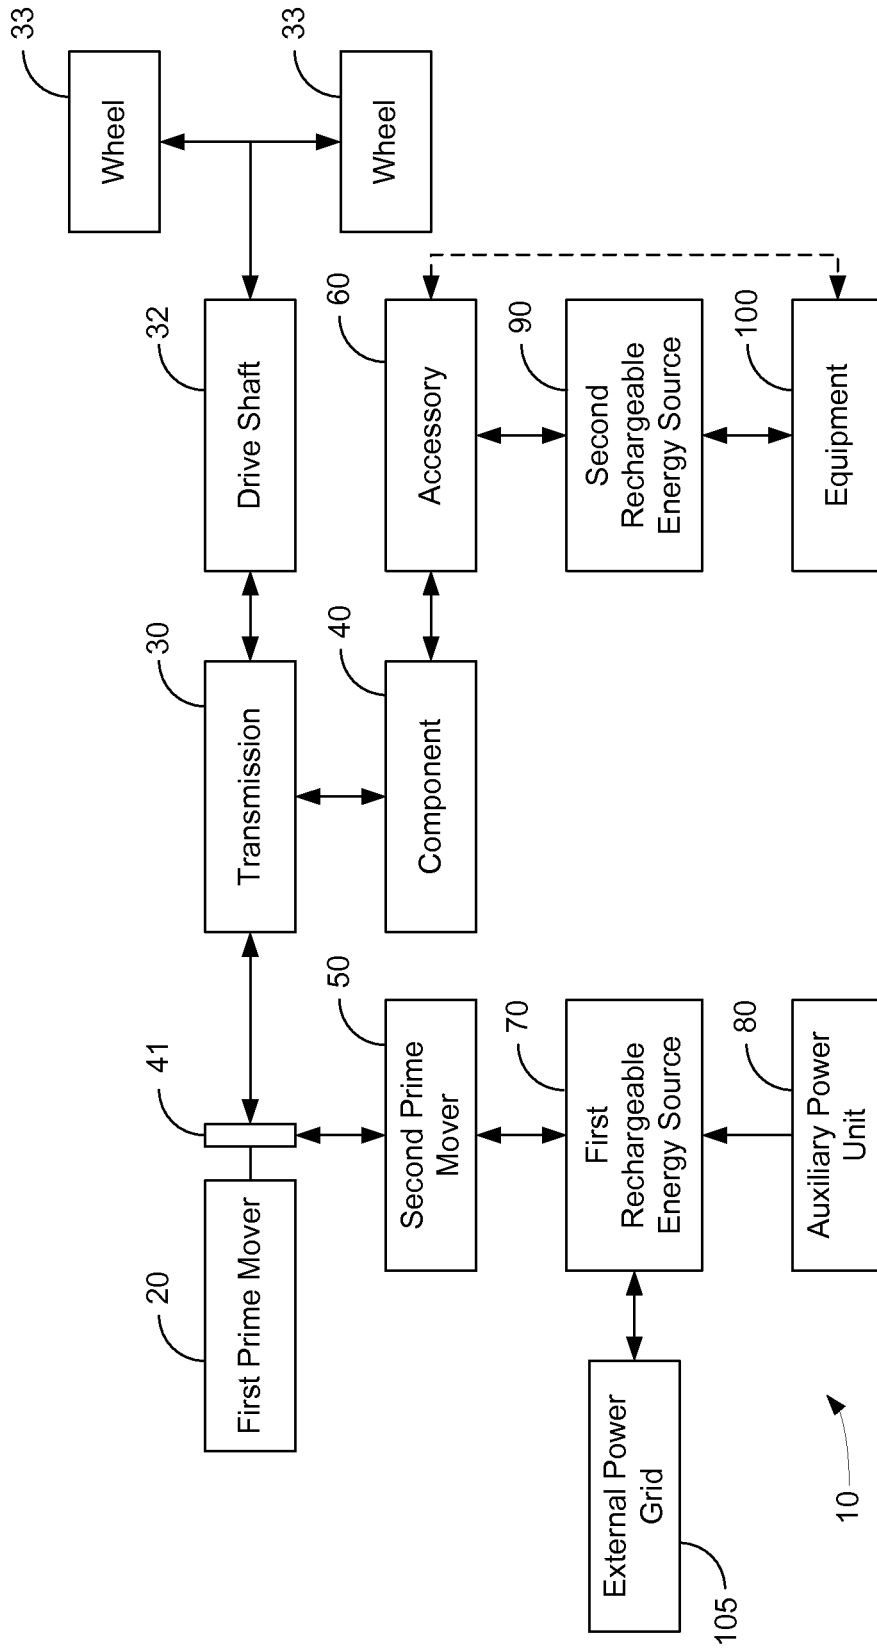 33
Wheel
33
Wheel
32
Drive Shaft
60
Accessory
90
Second
Rechargeable
Energy Source
100
Equipment
30
Transmission
40
Component
41
50
Second Prime
Mover
70
First
Rechargeable
Energy Source
80
Auxiliary Power
Unit
20
First Prime Mover
External Power
Grid
105
10